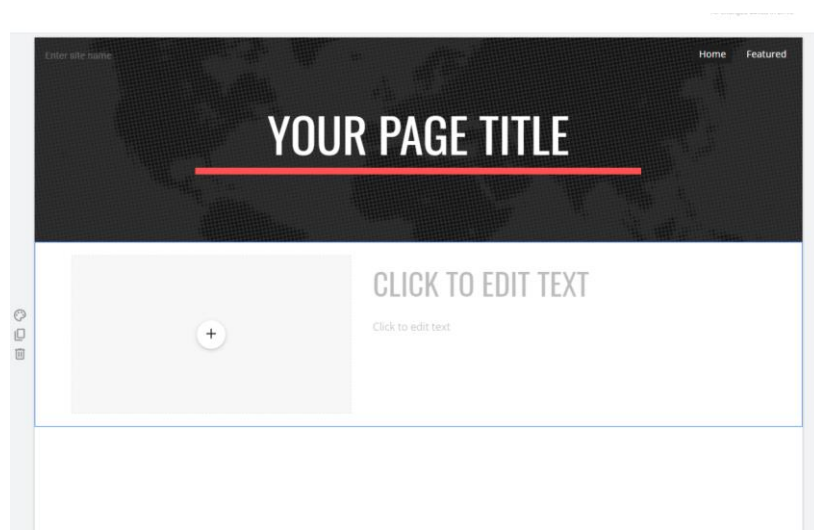 Enter site name
Home Featured
YOUR PAGE TITLE
CLICK TO EDIT TEXT
Click to edit text